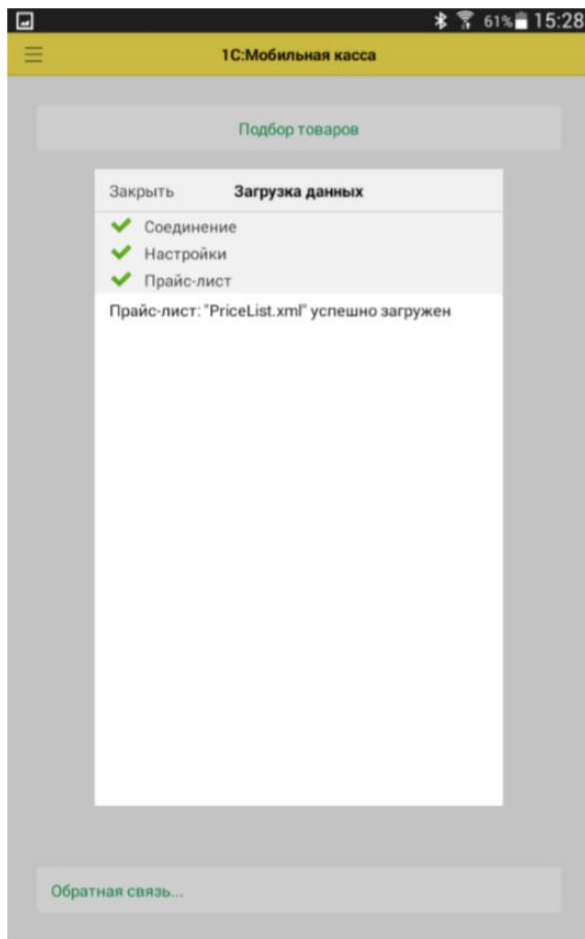 61% 15:28
1С:Мобильная касса
Подбор товаров
Закрыть Загрузка данных
Соединение
Настройки
Прайс-лист
Прайс-лист: "PriceList.xml" успешно загружен
Обратная связь...